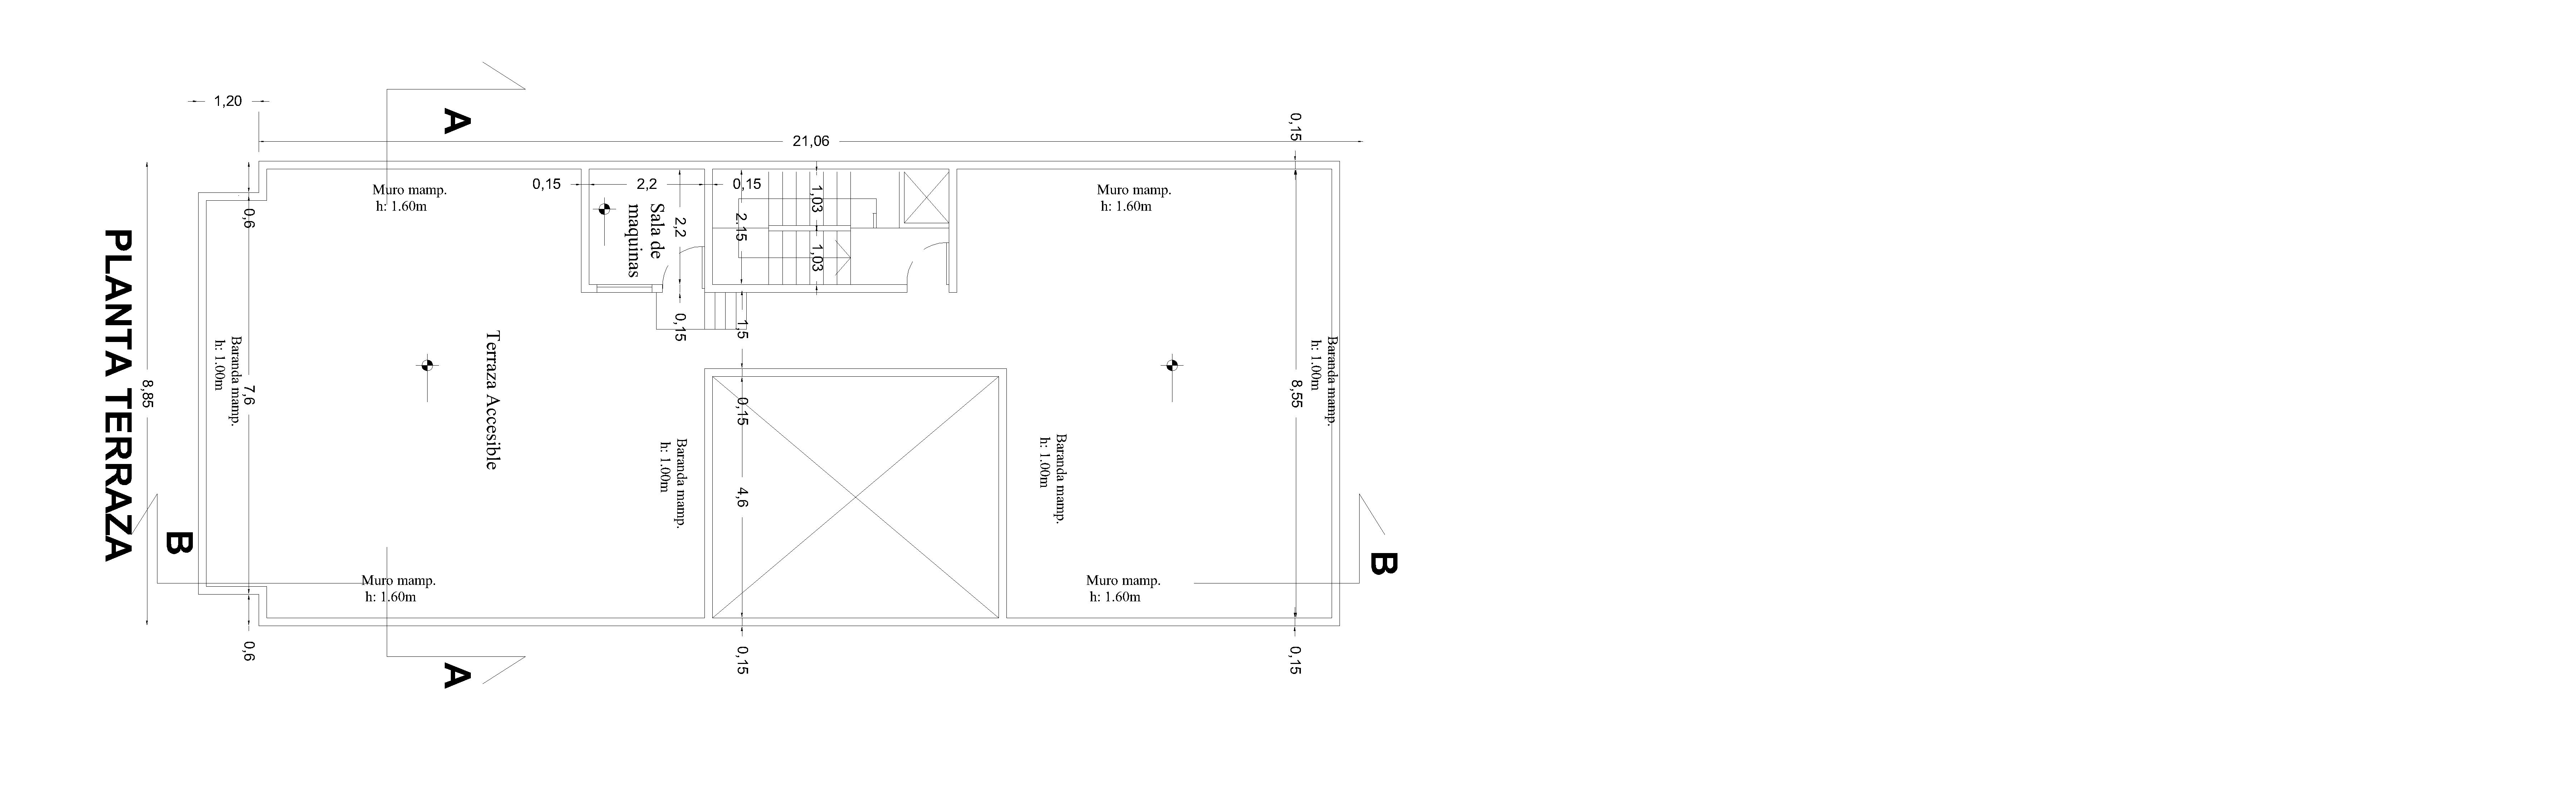 1,20
A
21,06
0,15
Muro mamp.
h: 1.60m
0,15
2,2
0,15
1,03
Muro mamp.
h: 1.60m
0,6
Sala de
maquinas
2,2
2.15
1,03
PLANTA TERRAZA
8,85
Baranda mamp.
h: 1.00m
7,6
Terraza Accesible
0,15
1,5
0,15
Baranda mamp.
h: 1.00m
4,6
Baranda mamp.
h: 1.00m
8,55
Baranda mamp.
h: 1.00m
B
B
Muro mamp.
h: 1.60m
Muro mamp.
h: 1.60m
0,6
A
0,15
0,15